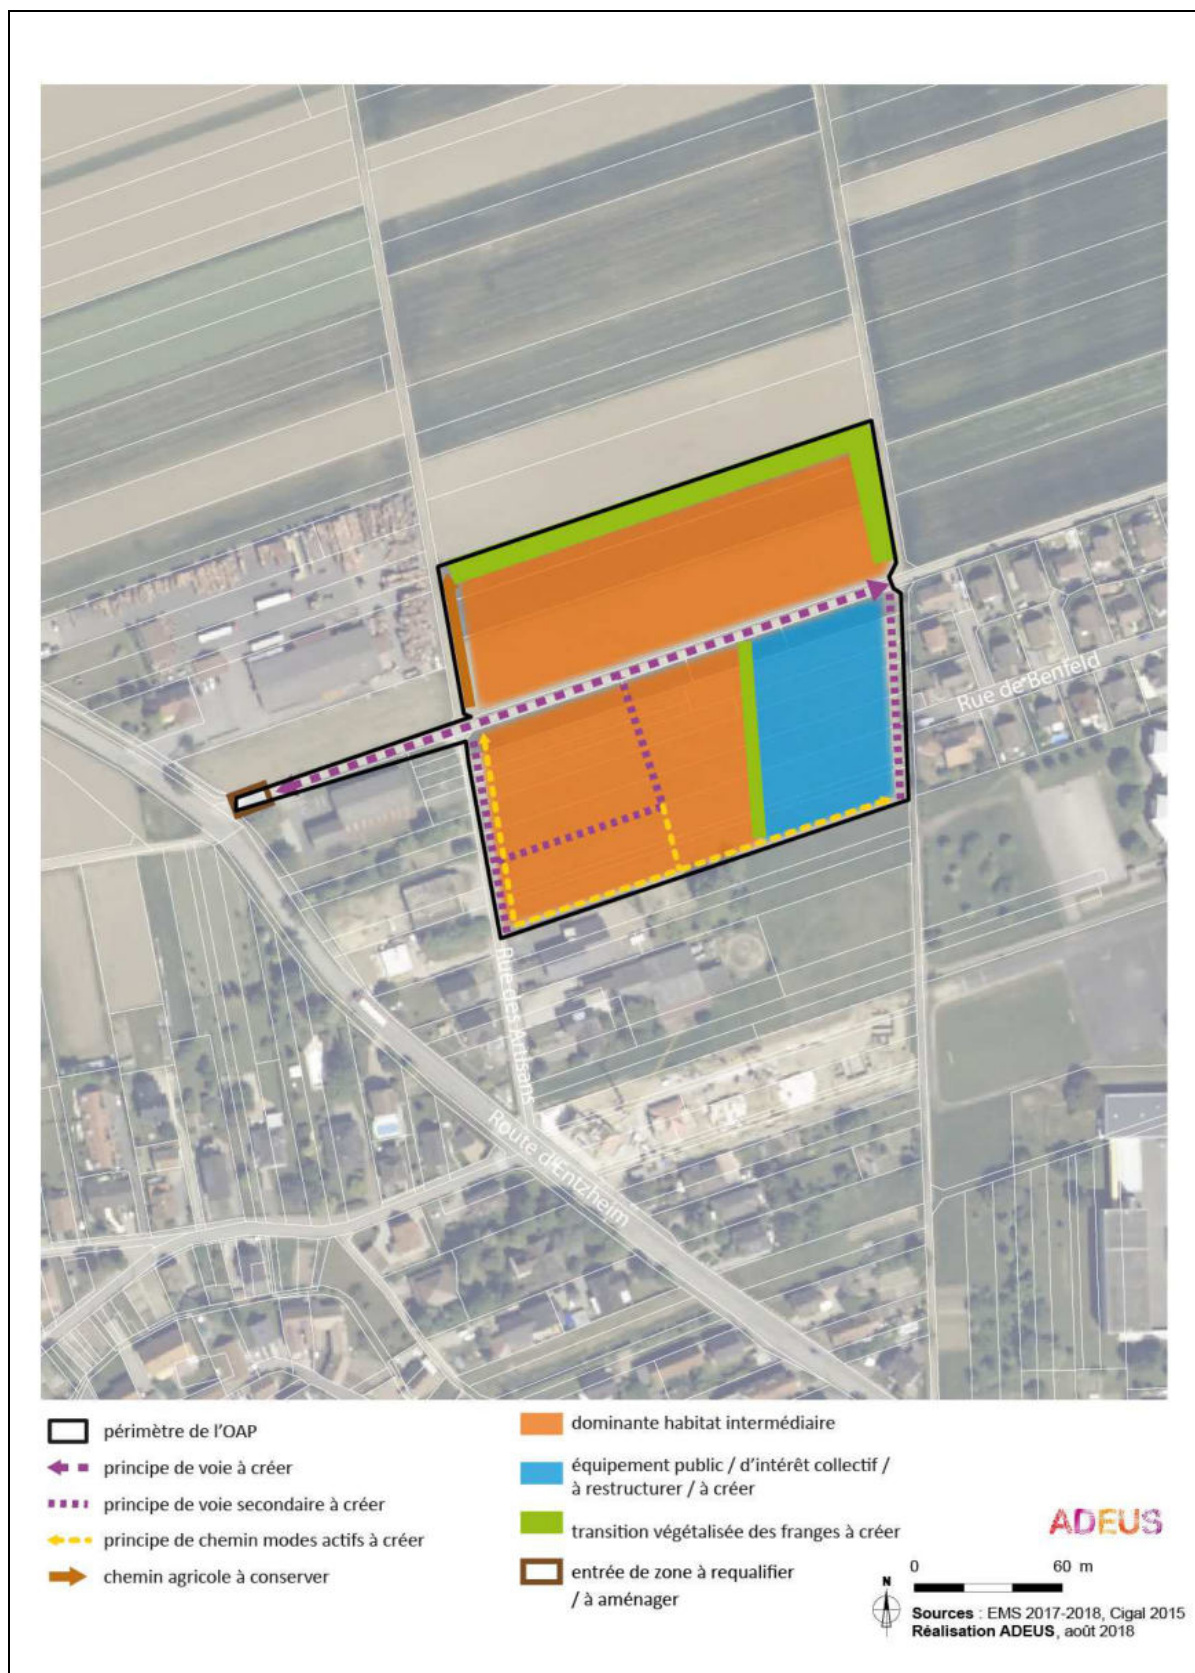 Rue de Benfeld
Rue des Artisans
Route d'Entzheim
périmètre de l'OAP
principe de voie à créer
principe de voie secondaire à créer
principe de chemin modes actifs à créer
chemin agricole à conserver
dominante habitat intermédiaire
équipement public / d'intérêt collectif /
à restructurer / à créer
transition végétalisée des franges à créer
entrée de zone à requalifier
/ à aménager
ADEUS
0 60 m
N
Sources : EMS 2017-2018, Cigal 2015
Réalisation ADEUS, août 2018